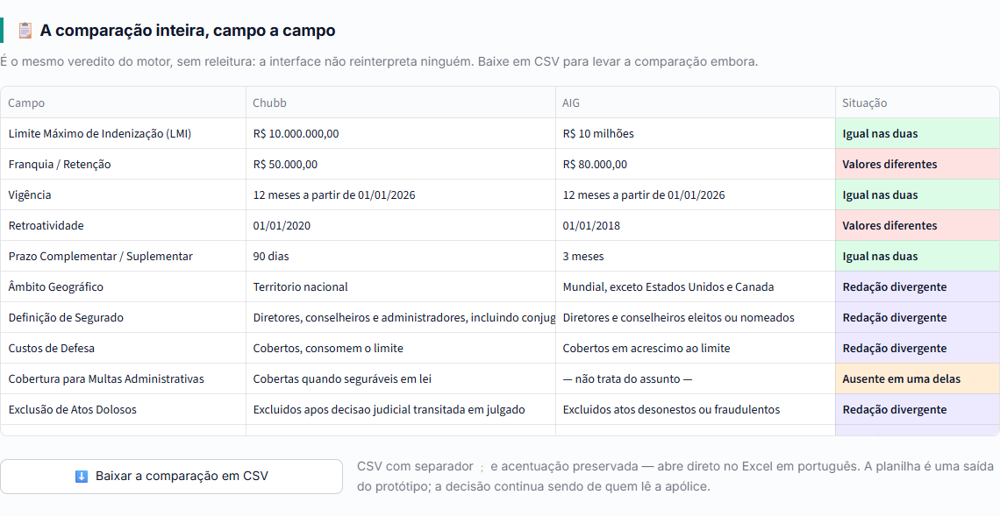 📋 A comparação inteira, campo a campo
É o mesmo veredito do motor, sem releitura: a interface não reinterpreta ninguém. Baixe em CSV para levar a comparação embora.
Campo Chubb AIG Situação
Limite Máximo de Indenização (LMI) R$ 10.000.000,00 R$ 10 milhões Igual nas duas
Franquia / Retenção R$ 50.000,00 R$ 80.000,00 Valores diferentes
Vigência 12 meses a partir de 01/01/2026 12 meses a partir de 01/01/2026 Igual nas duas
Retroatividade 01/01/2020 01/01/2018 Valores diferentes
Prazo Complementar / Suplementar 90 dias 3 meses Igual nas duas
Âmbito Geográfico Territorio nacional Mundial, exceto Estados Unidos e Canada Redação divergente
Definição de Segurado Diretores, conselheiros e administradores, incluindo conjug Diretores e conselheiros eleitos ou nomeados Redação divergente
Custos de Defesa Cobertos, consomem o limite Cobertos em acrescimo ao limite Redação divergente
Cobertura para Multas Administrativas Cobertas quando seguráveis em lei — não trata do assunto — Ausente em uma delas
Exclusão de Atos Dolosos Excluidos apos decisao judicial transitada em julgado Excluidos atos desonestos ou fraudulentos Redação divergente
⬇️ Baixar a comparação em CSV
CSV com separador ; e acentuação preservada — abre direto no Excel em português. A planilha é uma saída
do protótipo; a decisão continua sendo de quem lê a apólice.